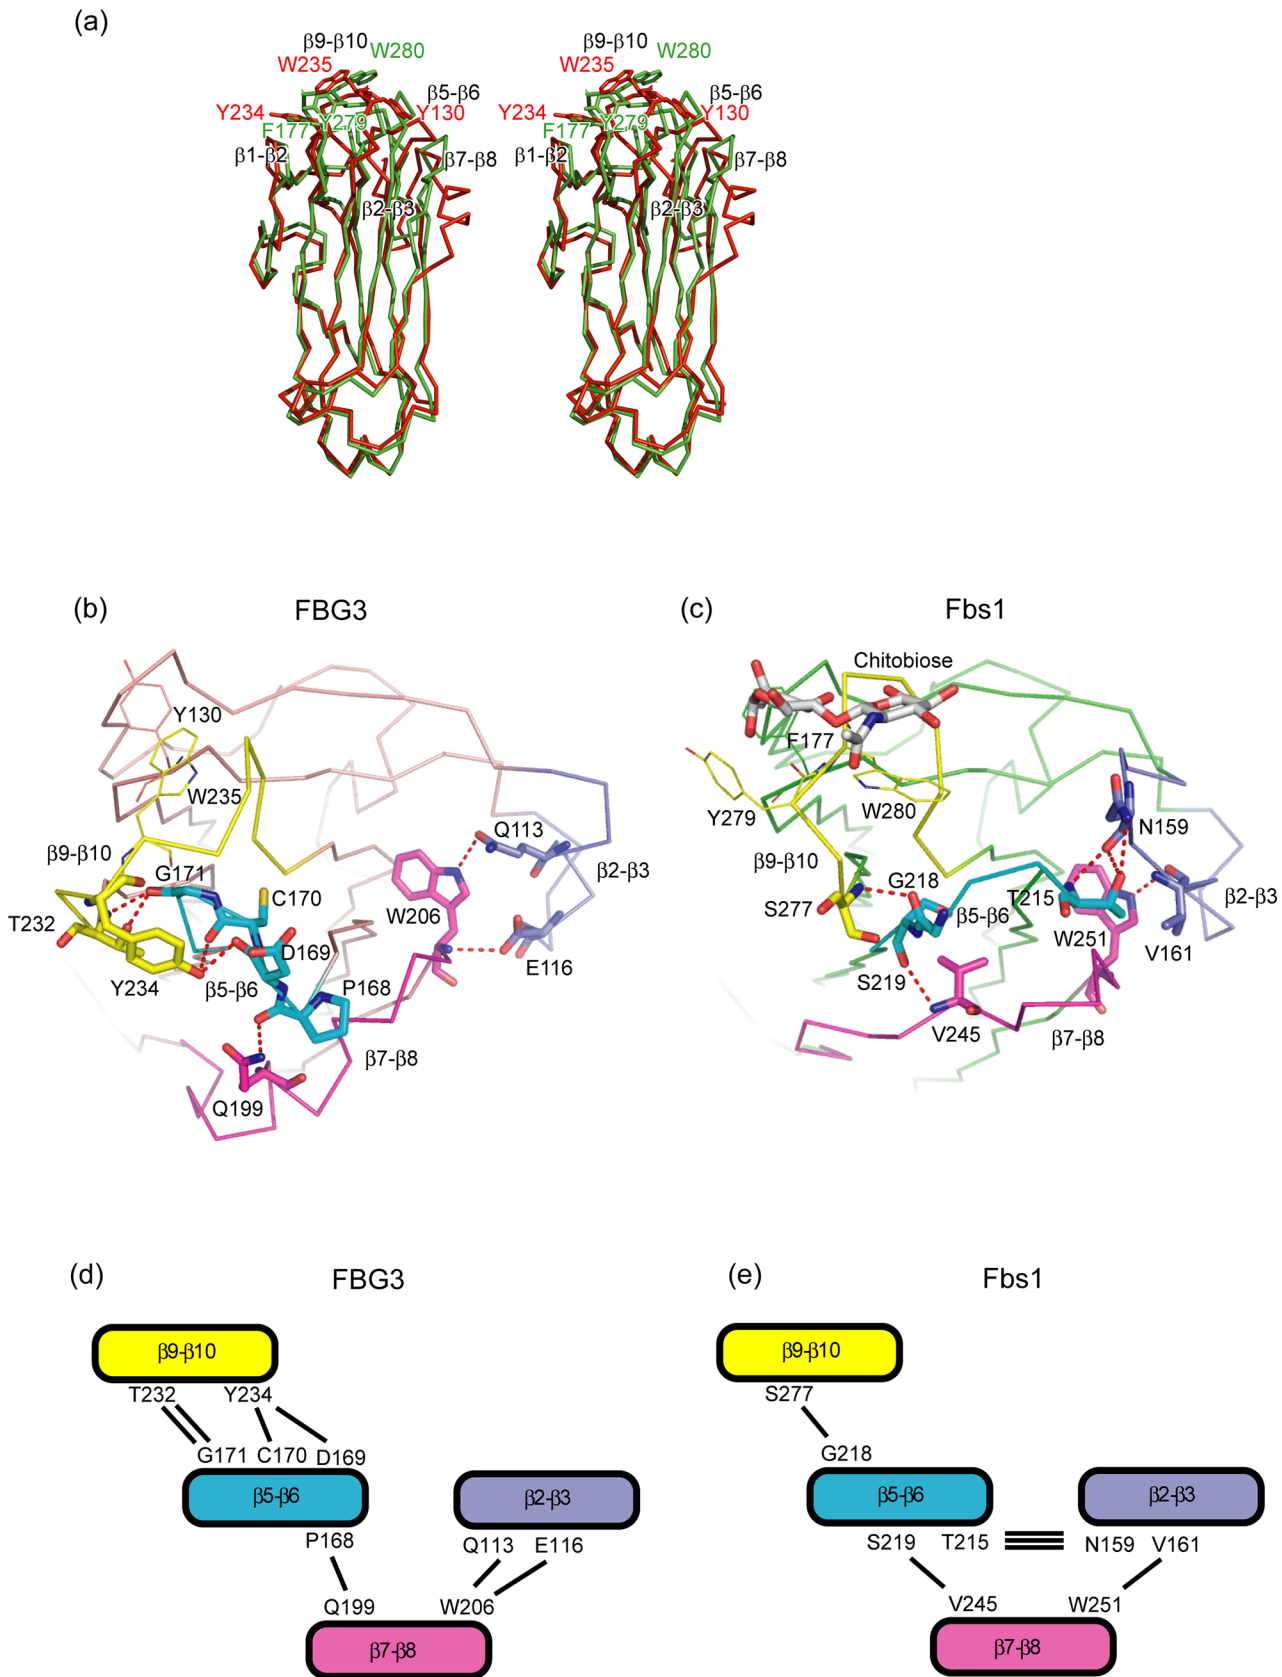 (a)
β9-β10
W280
W235
β5-β6
Y234
Y130
F177
Y279
β1-β2
β7-β8
β2-β3
β9-β10
W280
W235
β5-β6
Y234
Y130
F177
Y279
β1-β2
β7-β8
β2-β3
(b)
FBG3
Y130
W235
β9-β10
G171
C170
T232
Y234
D169
β5-β6
P168
W206
Q113
β2-β3
E116
β7-β8
Q199
(c)
Fbs1
Chitobiose
F177
Y279
W280
N159
β9-β10
G218
T215
β2-β3
S277
β5-β6
W251
V161
S219
V245
β7-β8
(d)
FBG3
β9-β10
T232 Y234
G171 C170 D169
β5-β6
β2-β3
P168
Q113 E116
Q199
W206
β7-β8
(e)
Fbs1
β9-β10
S277
G218
β5-β6
β2-β3
S219 T215
N159 V161
V245
W251
β7-β8